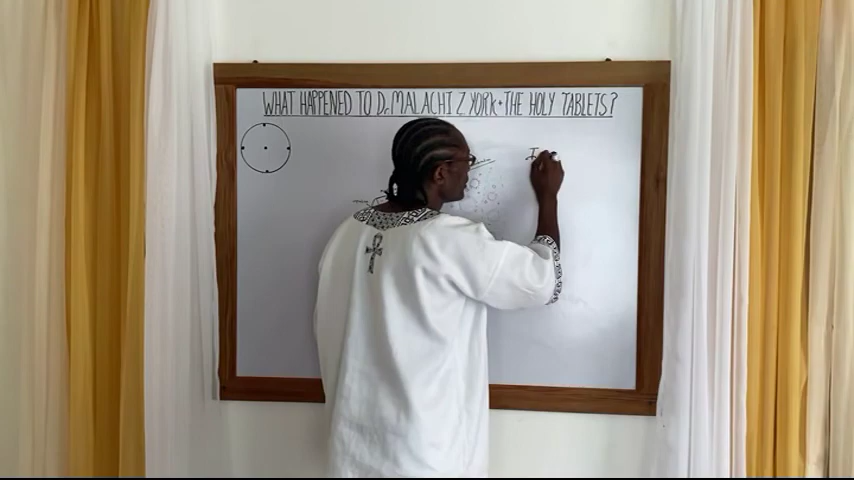 WHAT HAPPENED TO Dr MALACHI Z YORK + THE HOLY TABLETS?
I